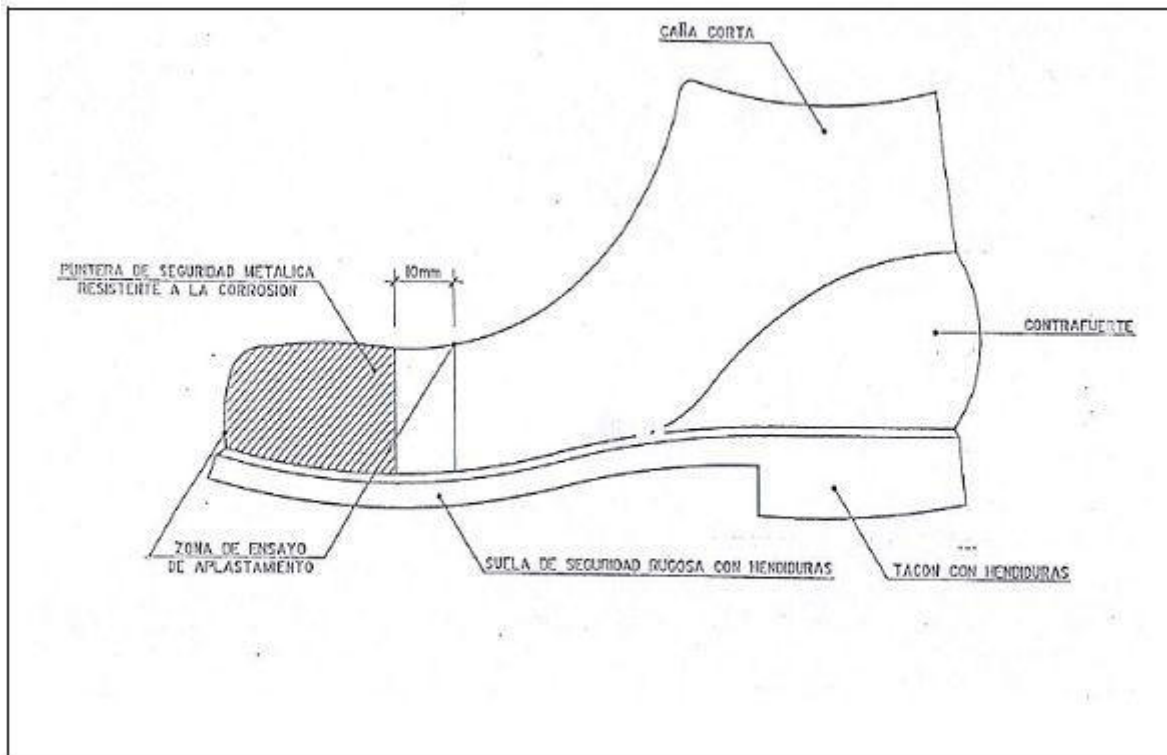 CAÑA CORTA
PUNTERA DE SEGURIDAD METALICA
RESISTENTE A LA CORROSION
10mm
CONTRAFUERTE
ZONA DE ENSAYO
DE APLASTAMIENTO
SUELA DE SEGURIDAD RUGOSA CON HENDIDURAS
TACON CON HENDIDURAS